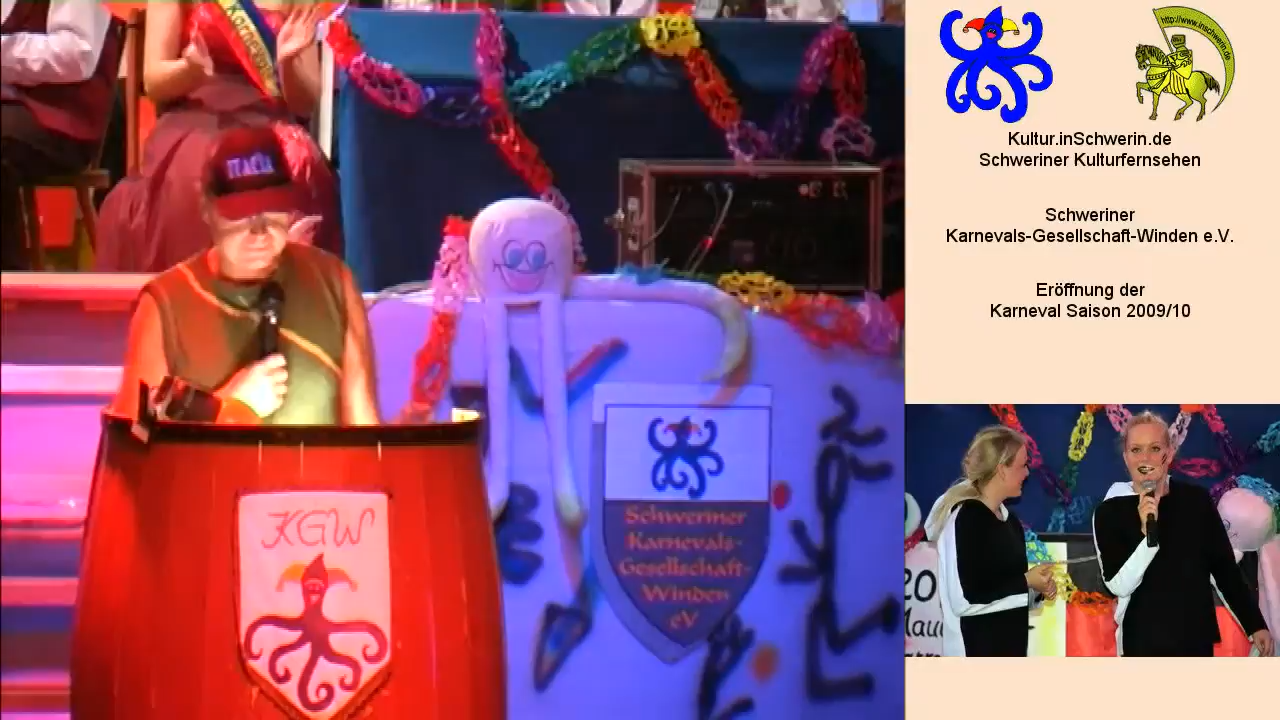 Karneval
ITALIA
KGW
Schweriner
Karnevals-
Gesellschaft-
Winden
eV
http://www.inschwerin.de
Kultur.inSchwerin.de
Schweriner Kulturfernsehen
Schweriner
Karnevals-Gesellschaft-Winden e.V.
Eröffnung der
Karneval Saison 2009/10